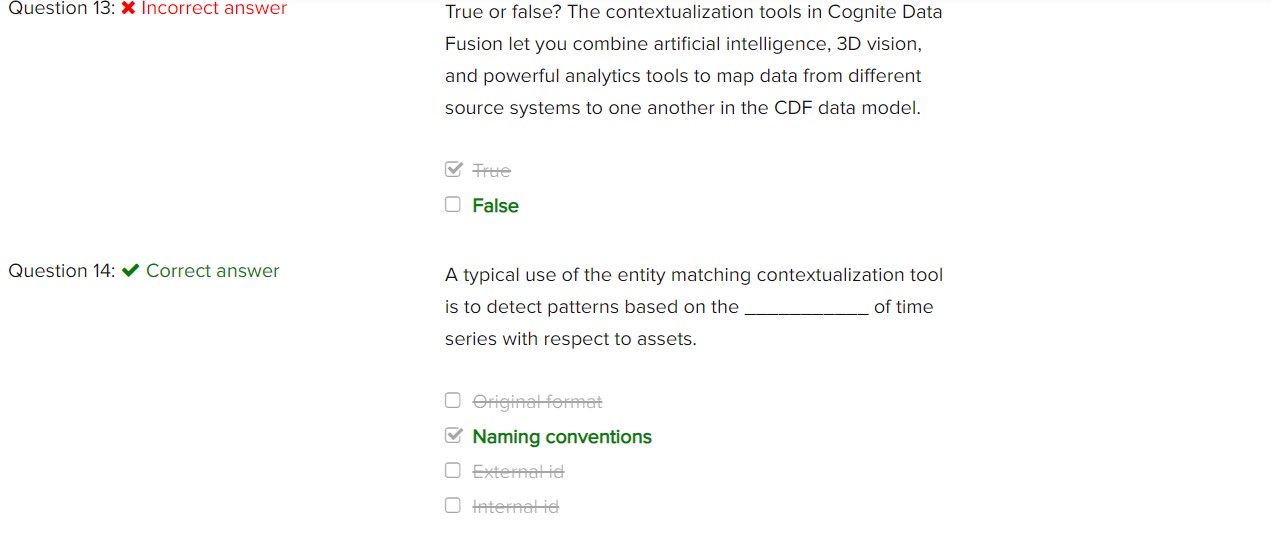 Question 13: ✖ Incorrect answer
True or false? The contextualization tools in Cognite Data
Fusion let you combine artificial intelligence, 3D vision,
and powerful analytics tools to map data from different
source systems to one another in the CDF data model.
True
False
Question 14: ✔ Correct answer
A typical use of the entity matching contextualization tool
is to detect patterns based on the ____________ of time
series with respect to assets.
Original format
Naming conventions
External id
Internal id